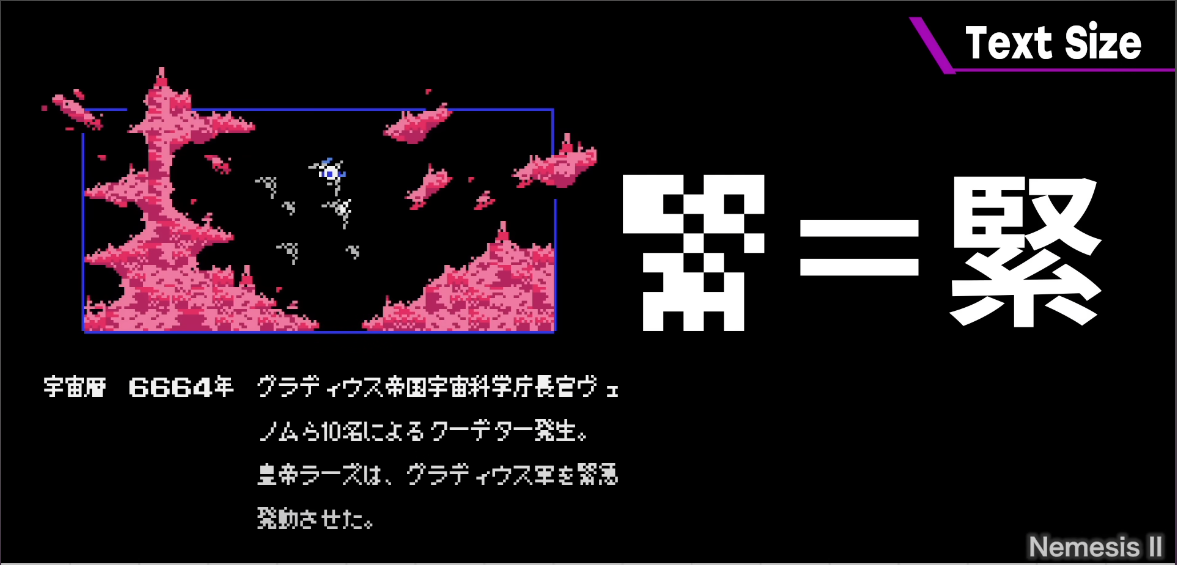 Text Size
緊=緊
宇宙暦 6664年 グラディウス帝国宇宙科学庁長官ヴェ
ノムら10名によるクーデター発生。
皇帝ラーズは、グラディウス軍を緊急
発動させた。
Nemesis II